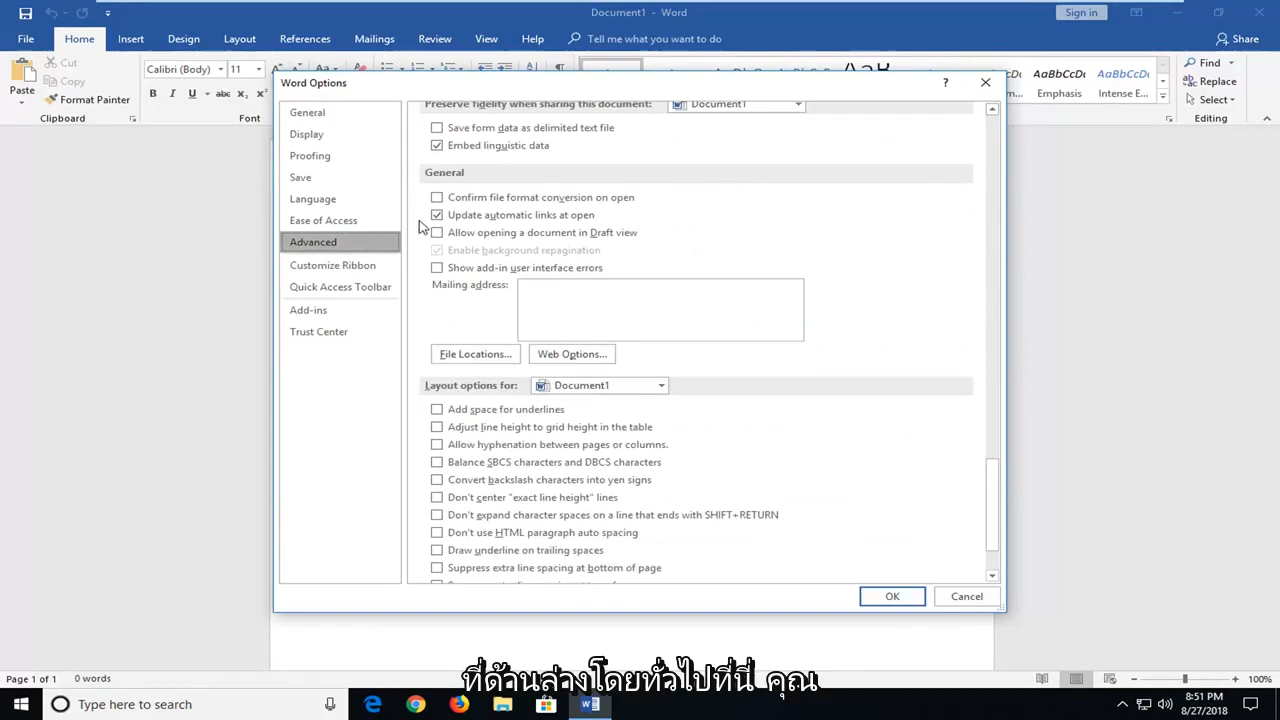 Document1 - Word
Sign in
File Home Insert Design Layout References Mailings Review View Help Tell me what you want to do Share
Cut
Copy
Paste
Format Painter
Clipboard
Calibri (Body) 11
B I U abc X
Font
AaBbCcDc AaBbCcDc
Emphasis Intense E...
Find
Replace
Select
Editing
Word Options
General
Display
Proofing
Save
Language
Ease of Access
Advanced
Customize Ribbon
Quick Access Toolbar
Add-ins
Trust Center
Preserve fidelity when sharing this document: Document1
Save form data as delimited text file
Embed linguistic data
General
Confirm file format conversion on open
Update automatic links at open
Allow opening a document in Draft view
Enable background repagination
Show add-in user interface errors
Mailing address:
File Locations... Web Options...
Layout options for: Document1
Add space for underlines
Adjust line height to grid height in the table
Allow hyphenation between pages or columns.
Balance SBCS characters and DBCS characters
Convert backslash characters into yen signs
Don't center "exact line height" lines
Don't expand character spaces on a line that ends with SHIFT+RETURN
Don't use HTML paragraph auto spacing
Draw underline on trailing spaces
Suppress extra line spacing at bottom of page
OK Cancel
ที่ด้านล่างโดยทั่วไปที่นี่ คุณ
Page 1 of 1 0 words
100%
Type here to search
8:51 PM
8/27/2018